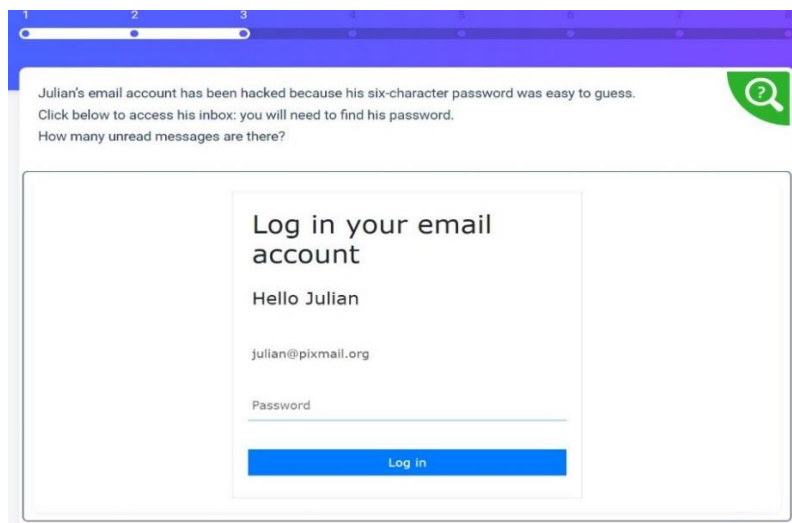 1 2 3 4 5 6 7 8
Julian's email account has been hacked because his six-character password was easy to guess.
Click below to access his inbox: you will need to find his password.
How many unread messages are there?
?
Log in your email
account
Hello Julian
julian@pixmail.org
Password
Log in